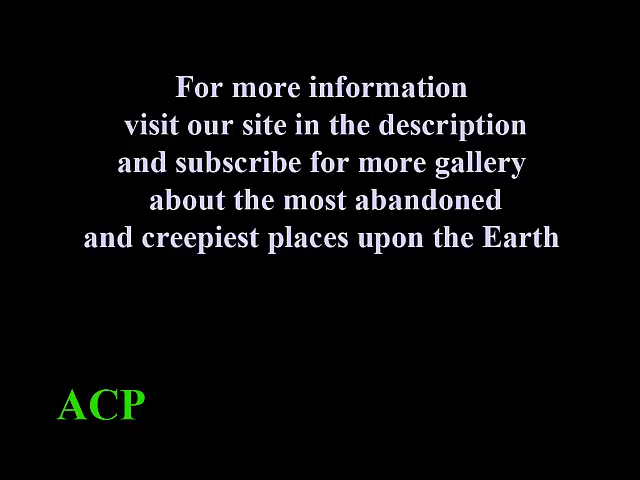 For more information
visit our site in the description
and subscribe for more gallery
about the most abandoned
and creepiest places upon the Earth
ACP